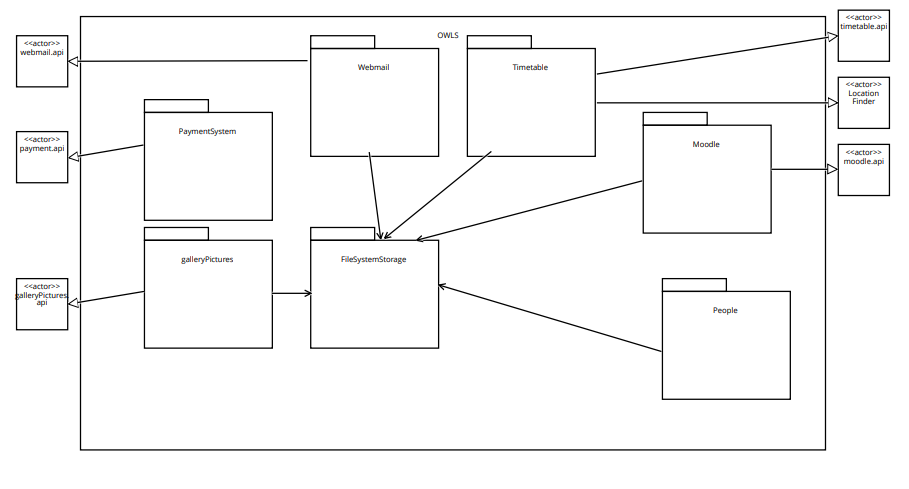 OWLS
<<actor>>
webmail.api
<<actor>>
payment.api
<<actor>>
galleryPictures.
api
Webmail
Timetable
PaymentSystem
Moodle
galleryPictures
FileSystemStorage
People
<<actor>>
timetable.api
<<actor>>
Location
Finder
<<actor>>
moodle.api